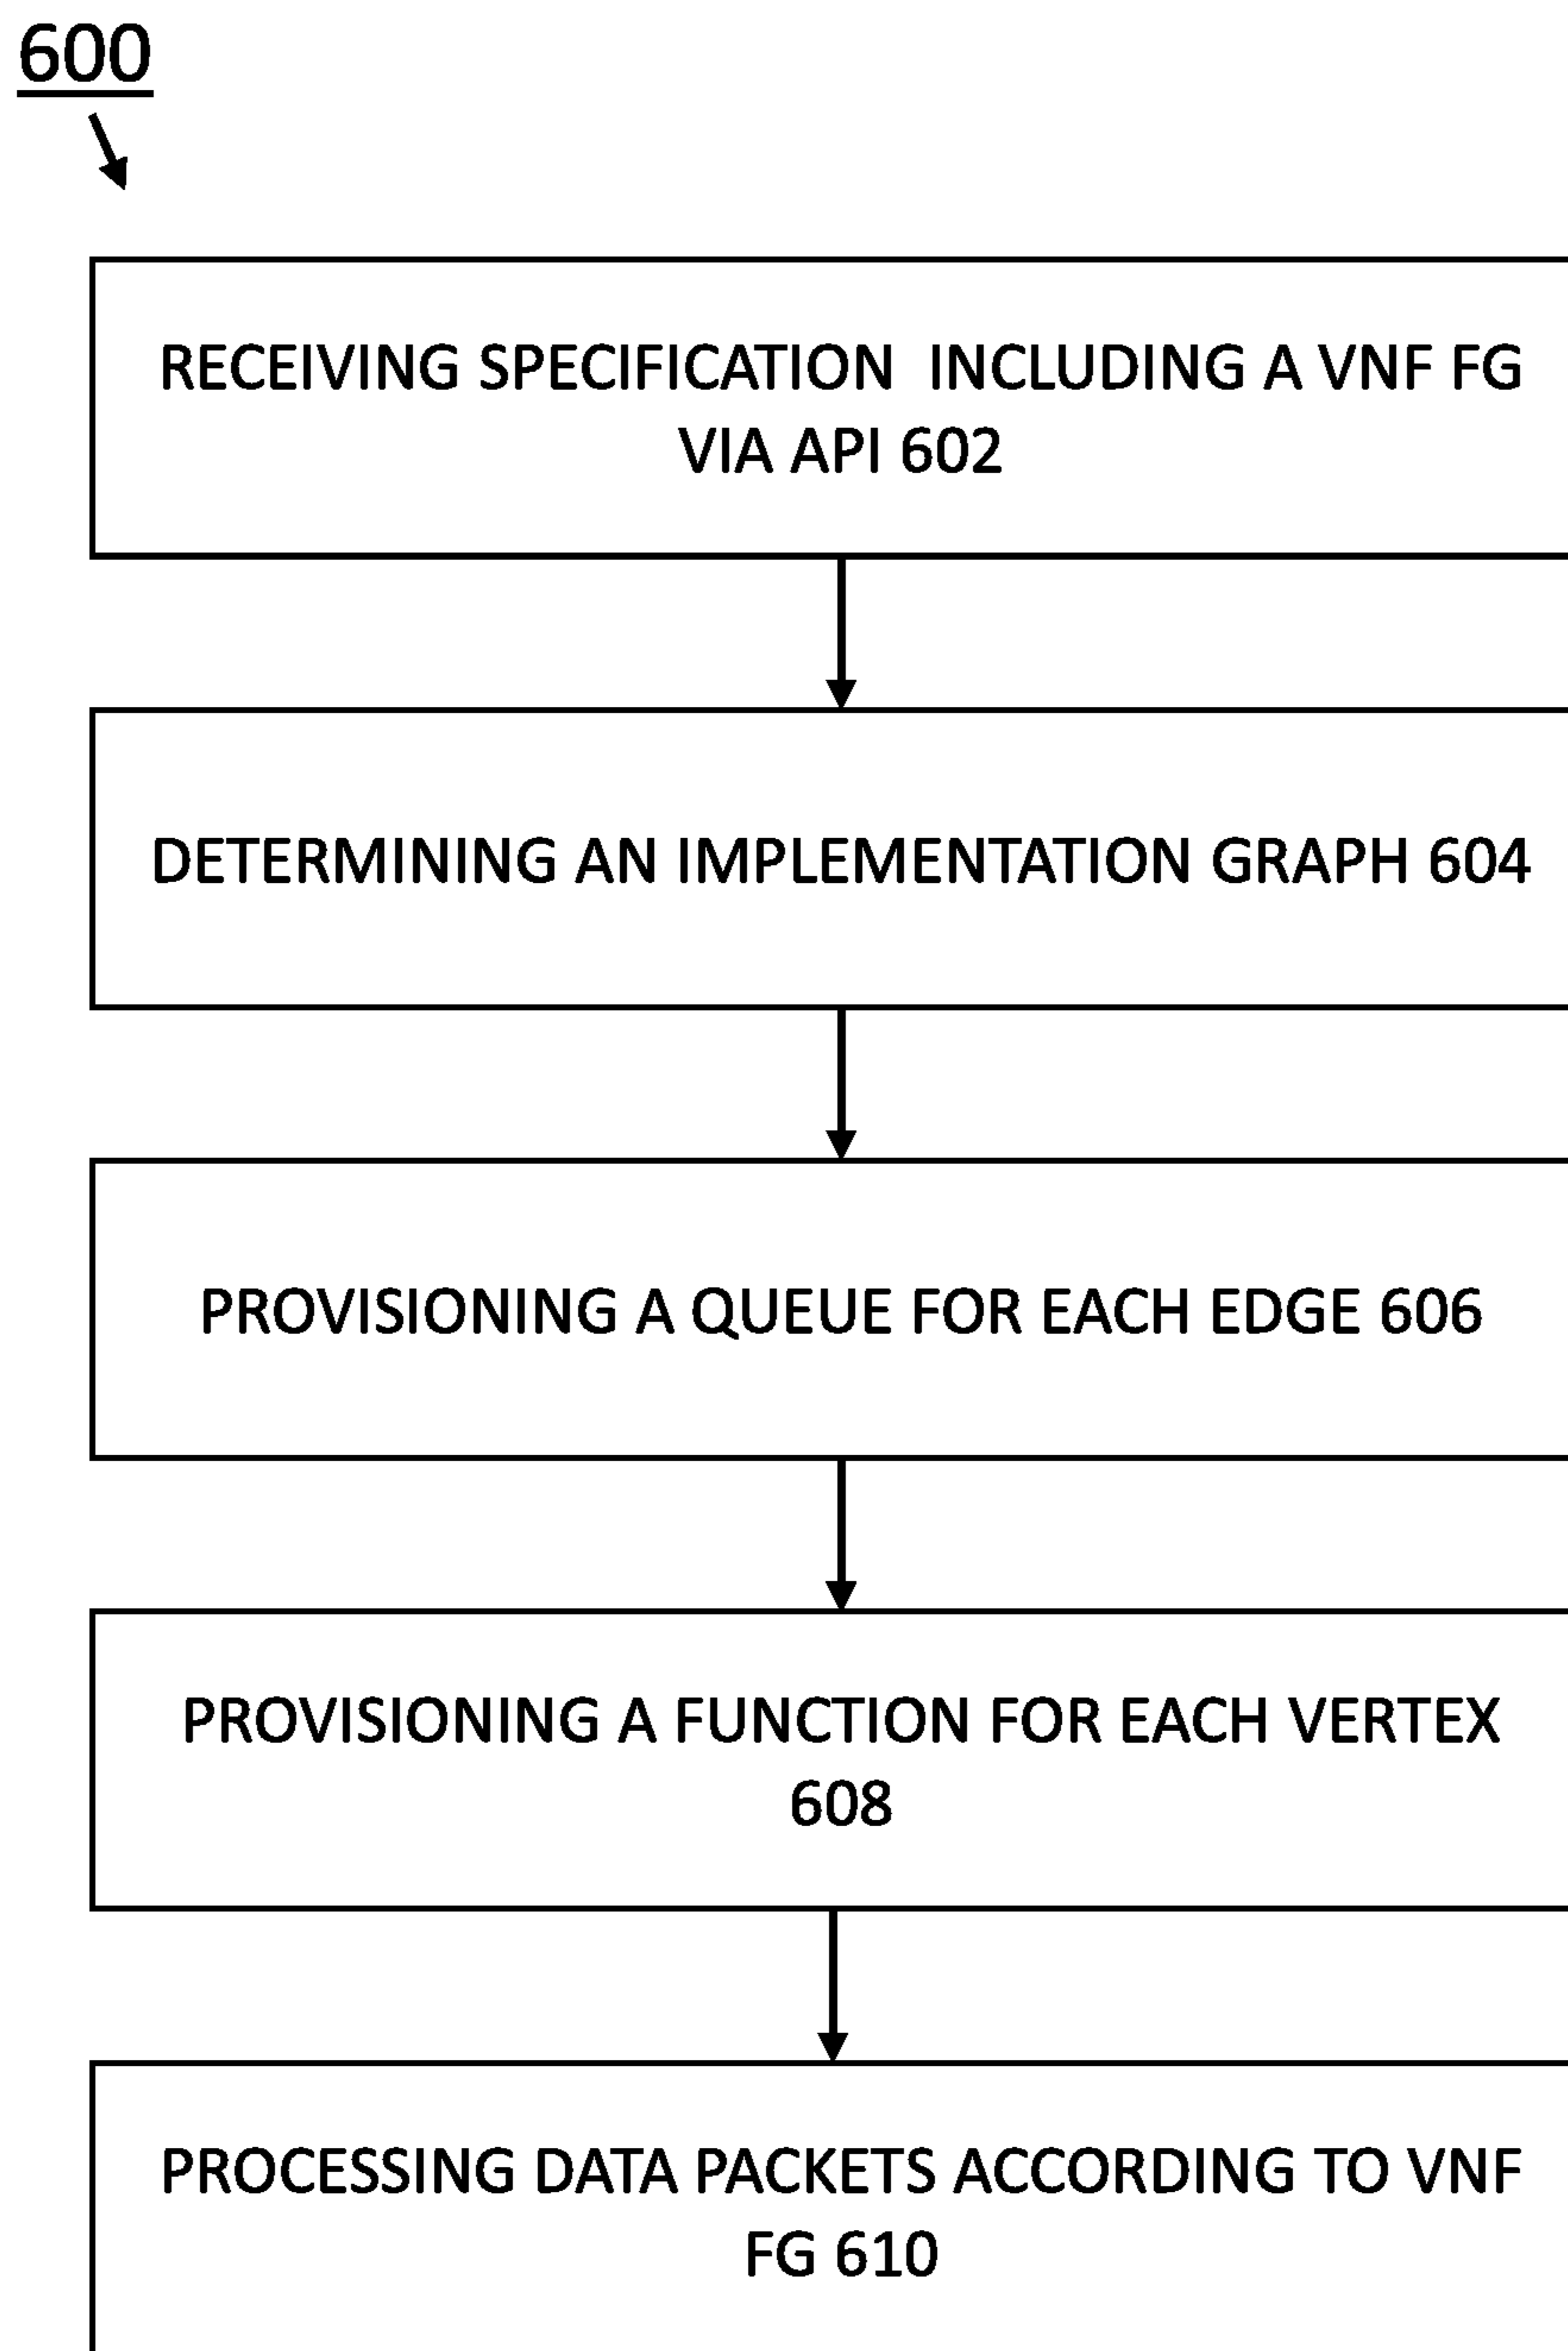 600
RECEIVING SPECIFICATION INCLUDING A VNF FG
VIA API 602
DETERMINING AN IMPLEMENTATION GRAPH 604
PROVISIONING A QUEUE FOR EACH EDGE 606
PROVISIONING A FUNCTION FOR EACH VERTEX
608
PROCESSING DATA PACKETS ACCORDING TO VNF
FG 610